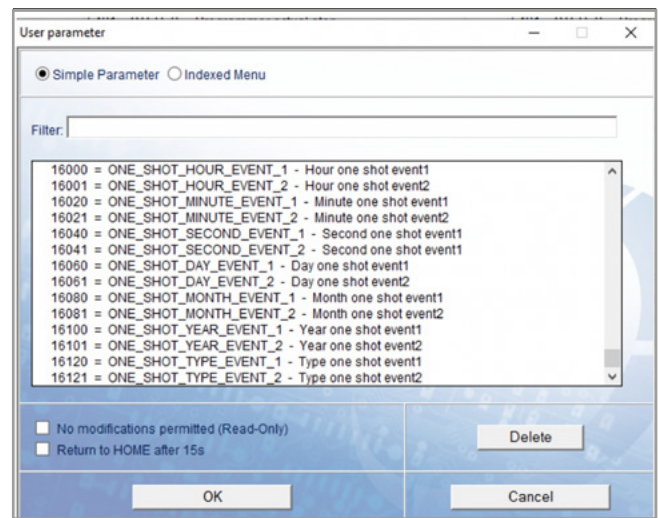 User parameter
Simple Parameter Indexed Menu
Filter:
16000 = ONE_SHOT_HOUR_EVENT_1 - Hour one shot event1
16001 = ONE_SHOT_HOUR_EVENT_2 - Hour one shot event2
16020 = ONE_SHOT_MINUTE_EVENT_1 - Minute one shot event1
16021 = ONE_SHOT_MINUTE_EVENT_2 - Minute one shot event2
16040 = ONE_SHOT_SECOND_EVENT_1 - Second one shot event1
16041 = ONE_SHOT_SECOND_EVENT_2 - Second one shot event1
16060 = ONE_SHOT_DAY_EVENT_1 - Day one shot event1
16061 = ONE_SHOT_DAY_EVENT_2 - Day one shot event2
16080 = ONE_SHOT_MONTH_EVENT_1 - Month one shot event1
16081 = ONE_SHOT_MONTH_EVENT_2 - Month one shot event2
16100 = ONE_SHOT_YEAR_EVENT_1 - Year one shot event1
16101 = ONE_SHOT_YEAR_EVENT_2 - Year one shot event2
16120 = ONE_SHOT_TYPE_EVENT_1 - Type one shot event1
16121 = ONE_SHOT_TYPE_EVENT_2 - Type one shot event2
No modifications permitted (Read-Only)
Return to HOME after 15s
Delete
OK
Cancel